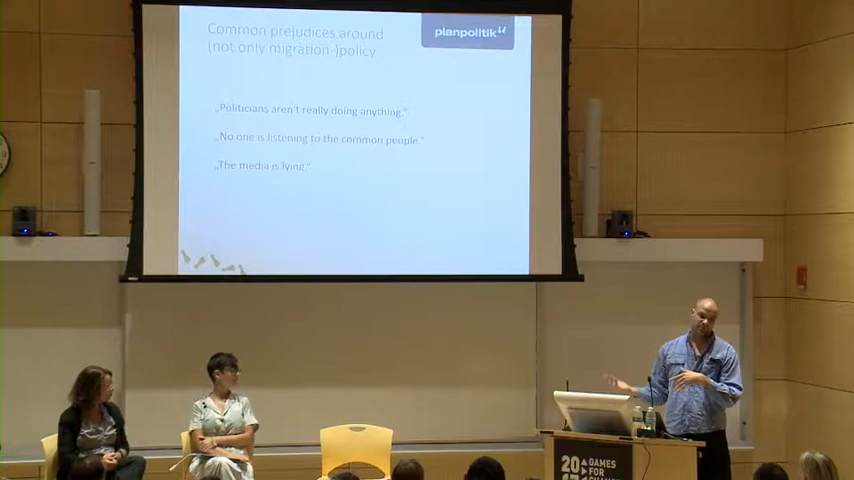 Common prejudices around
(not only migration-)policy
planpolitik
„Politicians aren't really doing anything."
„No one is listening to the common people."
„The media is lying."
20 GAMES
FOR